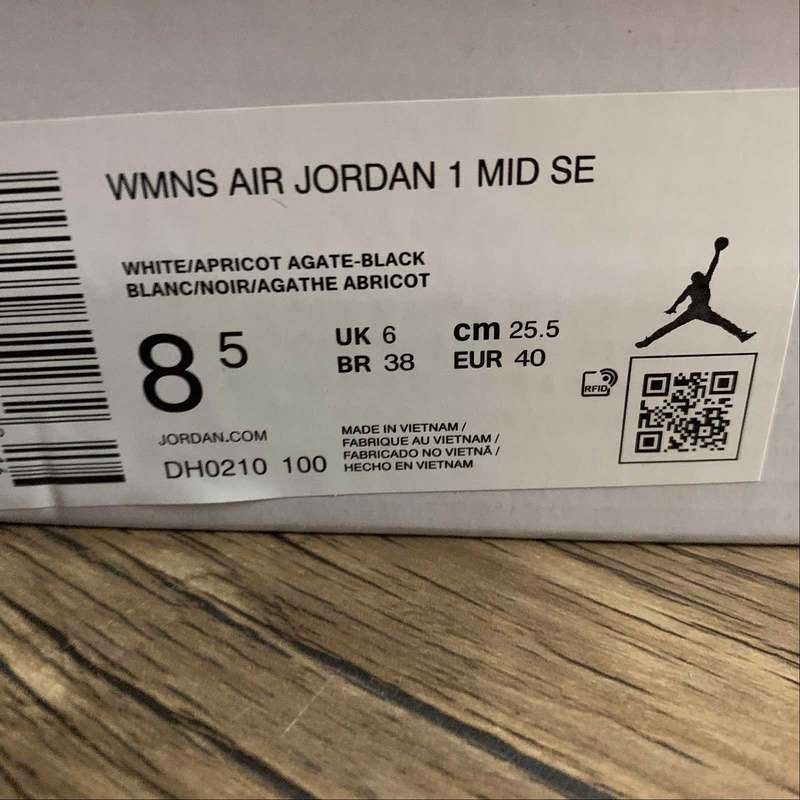 WMNS AIR JORDAN 1 MID SE
WHITE/APRICOT AGATE-BLACK
BLANC/NOIR/AGATHE ABRICOT
8 5
UK 6
BR 38
cm 25.5
EUR 40
RFID
JORDAN.COM
DH0210 100
MADE IN VIETNAM /
FABRIQUE AU VIETNAM /
FABRICADO NO VIETNÃ /
HECHO EN VIETNAM